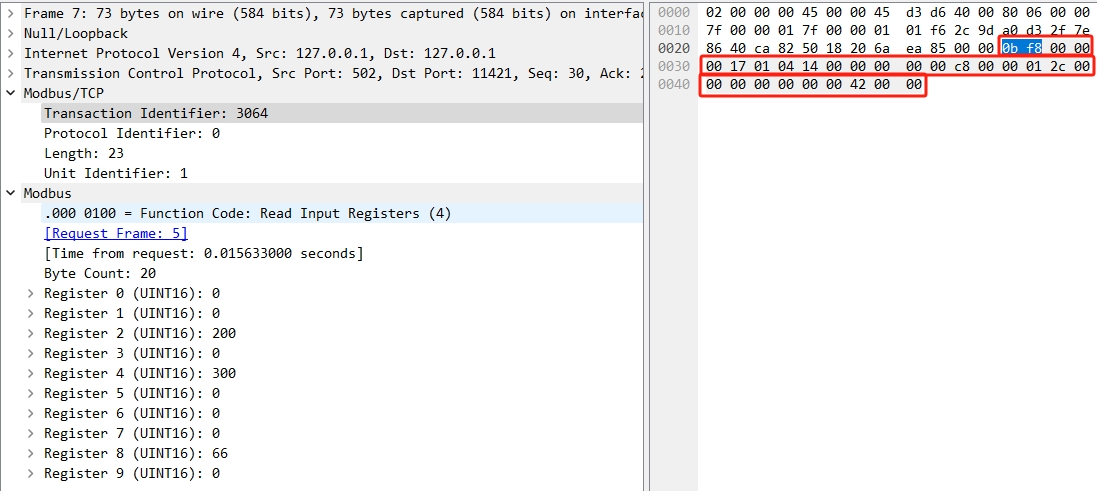 Frame 7: 73 bytes on wire (584 bits), 73 bytes captured (584 bits) on interfac
Null/Loopback
Internet Protocol Version 4, Src: 127.0.0.1, Dst: 127.0.0.1
Transmission Control Protocol, Src Port: 502, Dst Port: 11421, Seq: 30, Ack: 2
Modbus/TCP
Transaction Identifier: 3064
Protocol Identifier: 0
Length: 23
Unit Identifier: 1
Modbus
.000 0100 = Function Code: Read Input Registers (4)
[Request Frame: 5]
[Time from request: 0.015633000 seconds]
Byte Count: 20
Register 0 (UINT16): 0
Register 1 (UINT16): 0
Register 2 (UINT16): 200
Register 3 (UINT16): 0
Register 4 (UINT16): 300
Register 5 (UINT16): 0
Register 6 (UINT16): 0
Register 7 (UINT16): 0
Register 8 (UINT16): 66
Register 9 (UINT16): 0
0000 02 00 00 00 45 00 00 45 d3 d6 40 00 80 06 00 00
0010 7f 00 00 01 7f 00 00 01 01 f6 2c 9d a0 d3 2f 7e
0020 86 40 ca 82 50 18 20 6a ea 85 00 00 0b f8 00 00
0030 00 17 01 04 14 00 00 00 00 00 c8 00 00 01 2c 00
0040 00 00 00 00 00 00 42 00 00